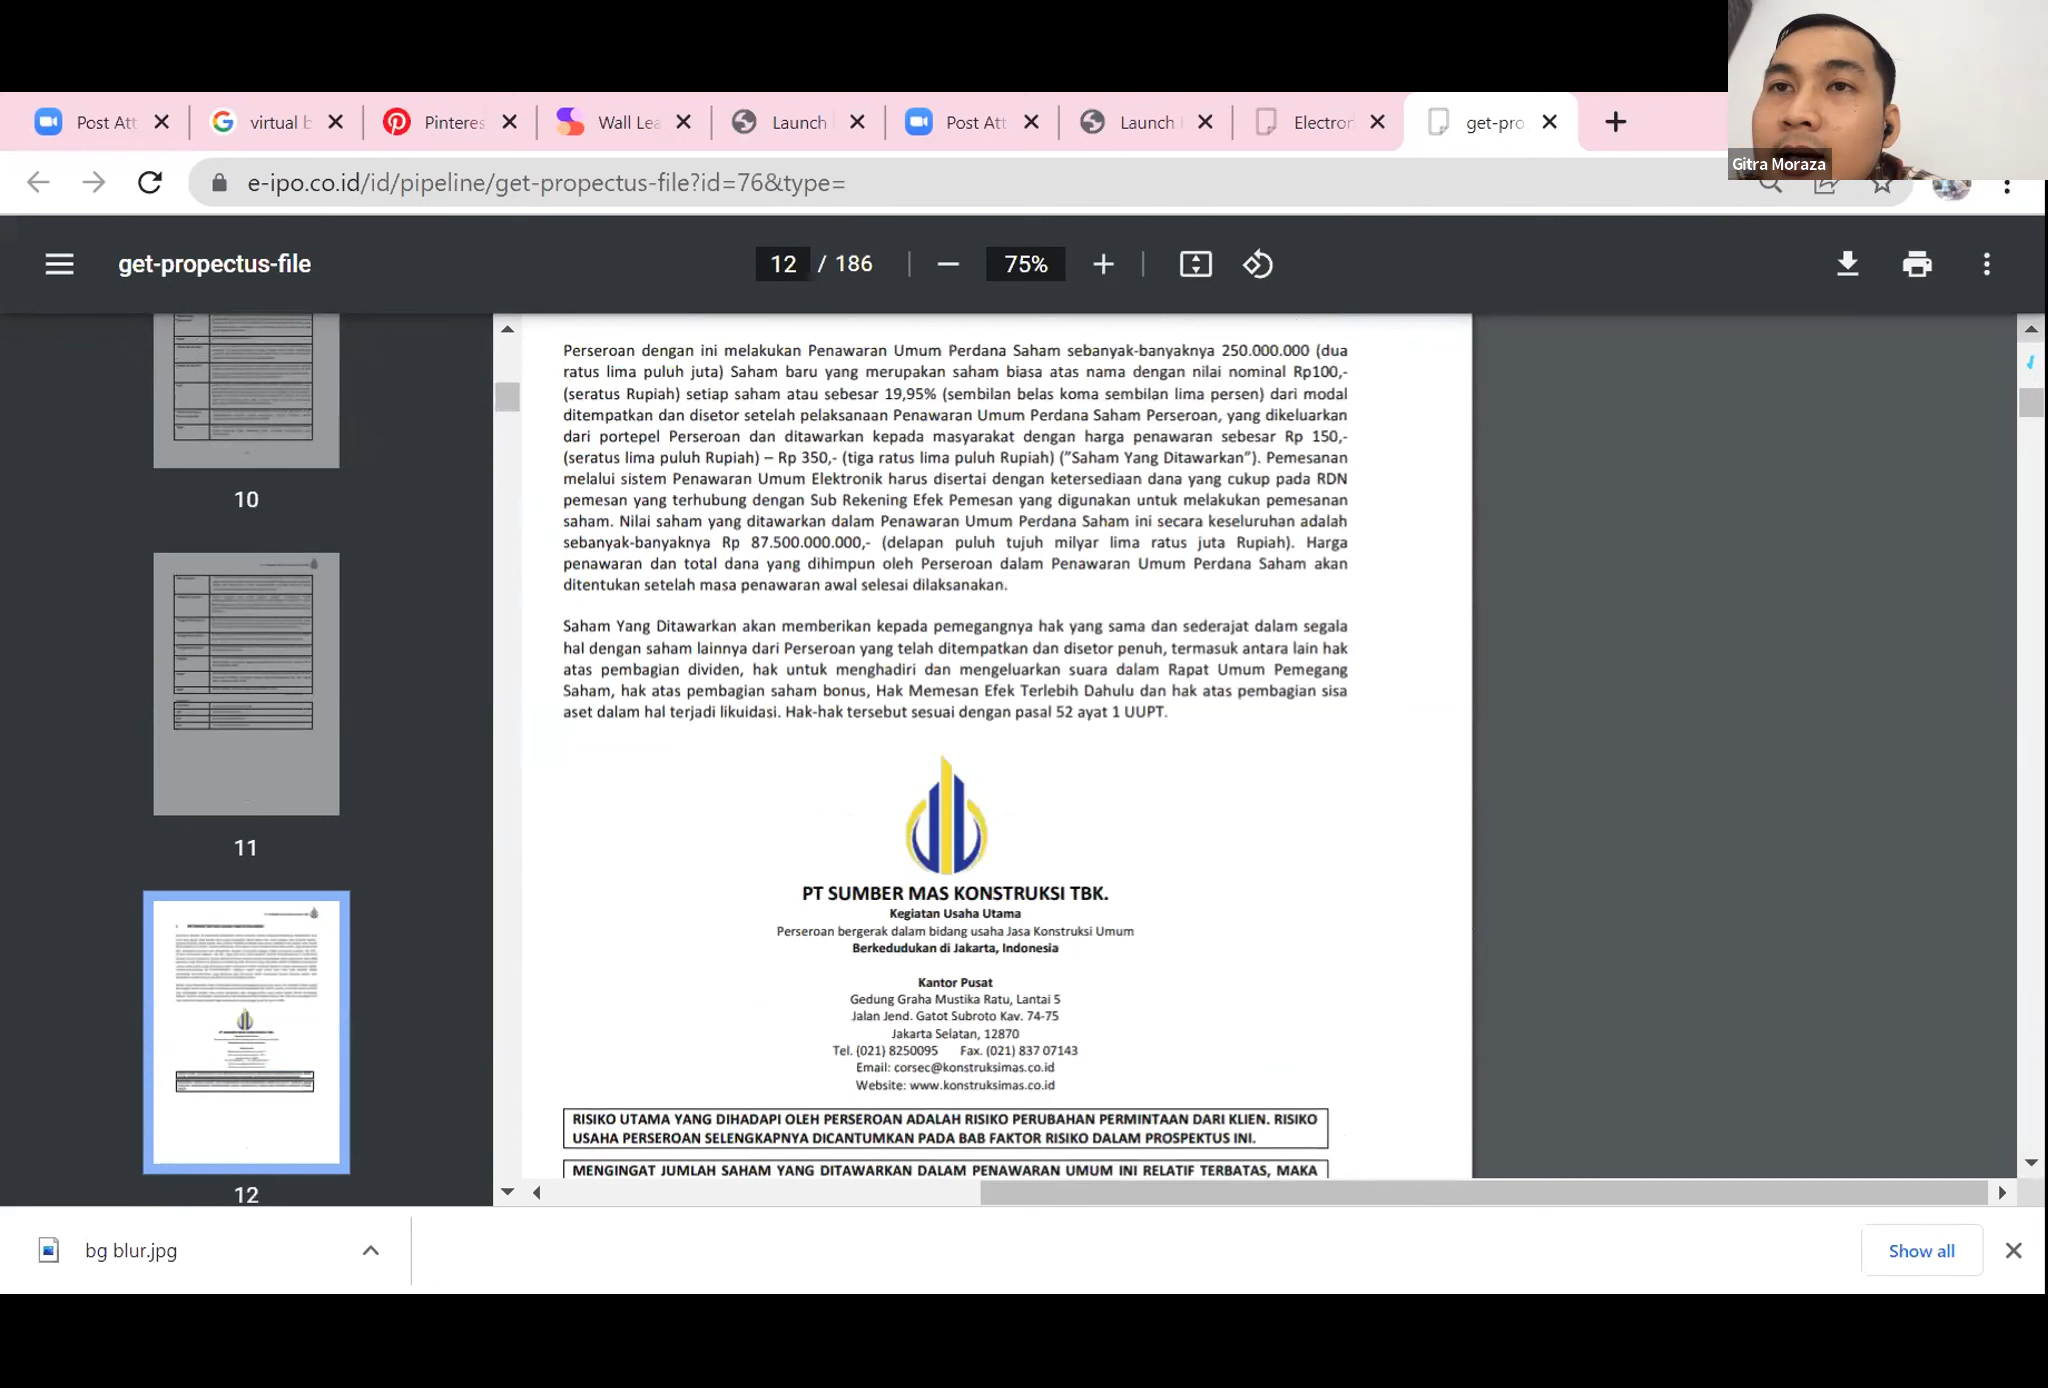 Gitra Moraza
Post Att
virtual b
Pinteres
Wall Lea
Launch
Post Att
Launch
Electron
get-pro
e-ipo.co.id/id/pipeline/get-propectus-file?id=76&type=
get-propectus-file
12 / 186
75%
10
11
12
Perseroan dengan ini melakukan Penawaran Umum Perdana Saham sebanyak-banyaknya 250.000.000 (dua
ratus lima puluh juta) Saham baru yang merupakan saham biasa atas nama dengan nilai nominal Rp100,-
(seratus Rupiah) setiap saham atau sebesar 19,95% (sembilan belas koma sembilan lima persen) dari modal
ditempatkan dan disetor setelah pelaksanaan Penawaran Umum Perdana Saham Perseroan, yang dikeluarkan
dari portepel Perseroan dan ditawarkan kepada masyarakat dengan harga penawaran sebesar Rp 150,-
(seratus lima puluh Rupiah) – Rp 350,- (tiga ratus lima puluh Rupiah) ("Saham Yang Ditawarkan"). Pemesanan
melalui sistem Penawaran Umum Elektronik harus disertai dengan ketersediaan dana yang cukup pada RDN
pemesan yang terhubung dengan Sub Rekening Efek Pemesan yang digunakan untuk melakukan pemesanan
saham. Nilai saham yang ditawarkan dalam Penawaran Umum Perdana Saham ini secara keseluruhan adalah
sebanyak-banyaknya Rp 87.500.000.000,- (delapan puluh tujuh milyar lima ratus juta Rupiah). Harga
penawaran dan total dana yang dihimpun oleh Perseroan dalam Penawaran Umum Perdana Saham akan
ditentukan setelah masa penawaran awal selesai dilaksanakan.
Saham Yang Ditawarkan akan memberikan kepada pemegangnya hak yang sama dan sederajat dalam segala
hal dengan saham lainnya dari Perseroan yang telah ditempatkan dan disetor penuh, termasuk antara lain hak
atas pembagian dividen, hak untuk menghadiri dan mengeluarkan suara dalam Rapat Umum Pemegang
Saham, hak atas pembagian saham bonus, Hak Memesan Efek Terlebih Dahulu dan hak atas pembagian sisa
aset dalam hal terjadi likuidasi. Hak-hak tersebut sesuai dengan pasal 52 ayat 1 UUPT.
PT SUMBER MAS KONSTRUKSI TBK.
Kegiatan Usaha Utama
Perseroan bergerak dalam bidang usaha Jasa Konstruksi Umum
Berkedudukan di Jakarta, Indonesia
Kantor Pusat
Gedung Graha Mustika Ratu, Lantai 5
Jalan Jend. Gatot Subroto Kav. 74-75
Jakarta Selatan, 12870
Tel. (021) 8250095 Fax. (021) 837 07143
Email: corsec@konstruksimas.co.id
Website: www.konstruksimas.co.id
RISIKO UTAMA YANG DIHADAPI OLEH PERSEROAN ADALAH RISIKO PERUBAHAN PERMINTAAN DARI KLIEN. RISIKO
USAHA PERSEROAN SELENGKAPNYA DICANTUMKAN PADA BAB FAKTOR RISIKO DALAM PROSPEKTUS INI.
MENGINGAT JUMLAH SAHAM YANG DITAWARKAN DALAM PENAWARAN UMUM INI RELATIF TERBATAS, MAKA
bg blur.jpg
Show all